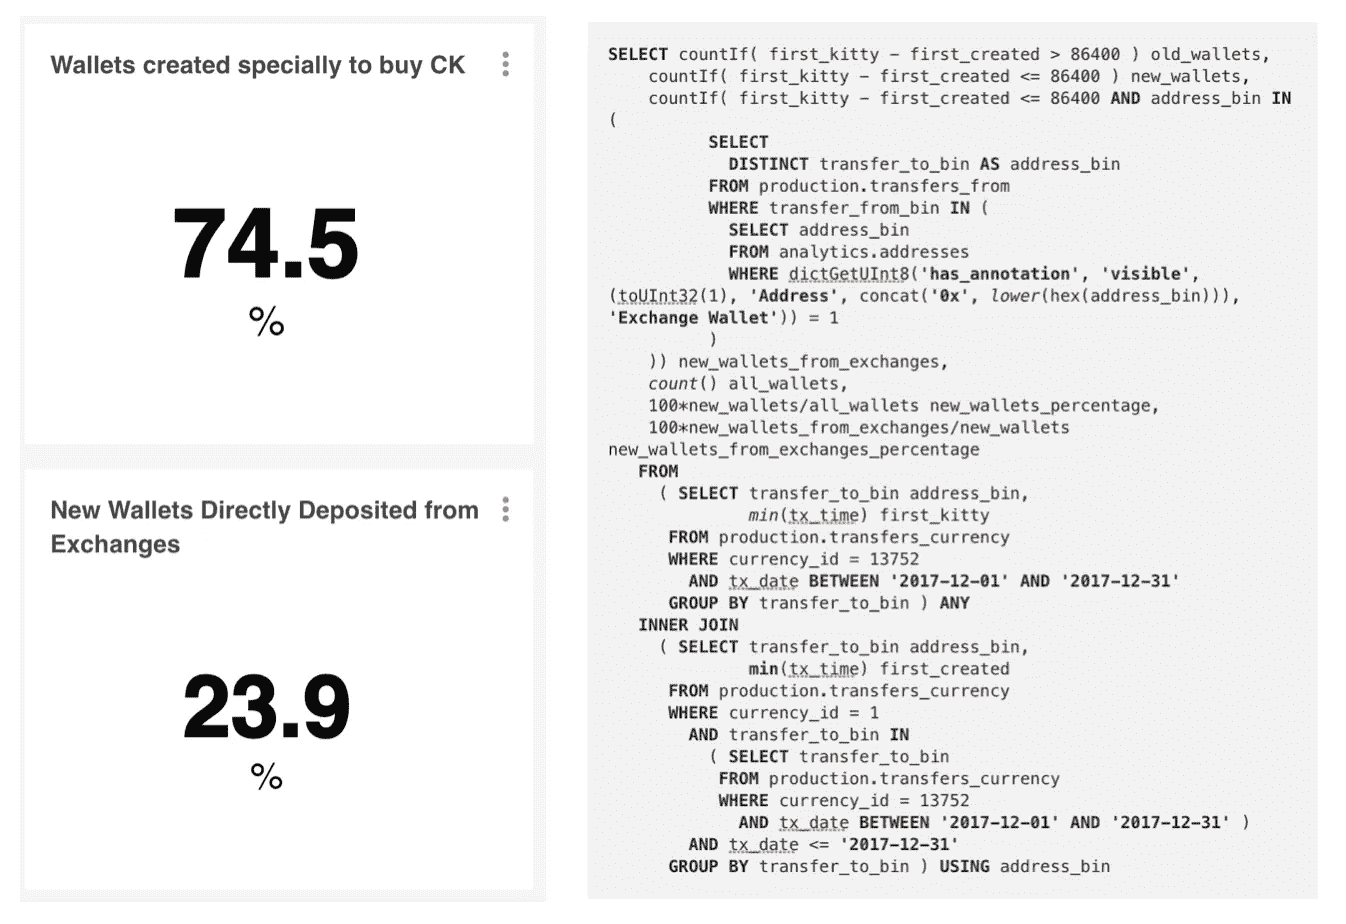 Wallets created specially to buy CK
74.5
%
New Wallets Directly Deposited from
Exchanges
23.9
%
SELECT countIf( first_kitty - first_created > 86400 ) old_wallets,
countIf( first_kitty - first_created <= 86400 ) new_wallets,
countIf( first_kitty - first_created <= 86400 AND address_bin IN
(
SELECT
DISTINCT transfer_to_bin AS address_bin
FROM production.transfers_from
WHERE transfer_from_bin IN (
SELECT address_bin
FROM analytics.addresses
WHERE dictGetUInt8('has_annotation', 'visible',
(toUInt32(1), 'Address', concat('0x', lower(hex(address_bin))),
'Exchange Wallet')) = 1
)
)) new_wallets_from_exchanges,
count() all_wallets,
100*new_wallets/all_wallets new_wallets_percentage,
100*new_wallets_from_exchanges/new_wallets
new_wallets_from_exchanges_percentage
FROM
( SELECT transfer_to_bin address_bin,
min(tx_time) first_kitty
FROM production.transfers_currency
WHERE currency_id = 13752
AND tx_date BETWEEN '2017-12-01' AND '2017-12-31'
GROUP BY transfer_to_bin ) ANY
INNER JOIN
( SELECT transfer_to_bin address_bin,
min(tx_time) first_created
FROM production.transfers_currency
WHERE currency_id = 1
AND transfer_to_bin IN
( SELECT transfer_to_bin
FROM production.transfers_currency
WHERE currency_id = 13752
AND tx_date BETWEEN '2017-12-01' AND '2017-12-31' )
AND tx_date <= '2017-12-31'
GROUP BY transfer_to_bin ) USING address_bin